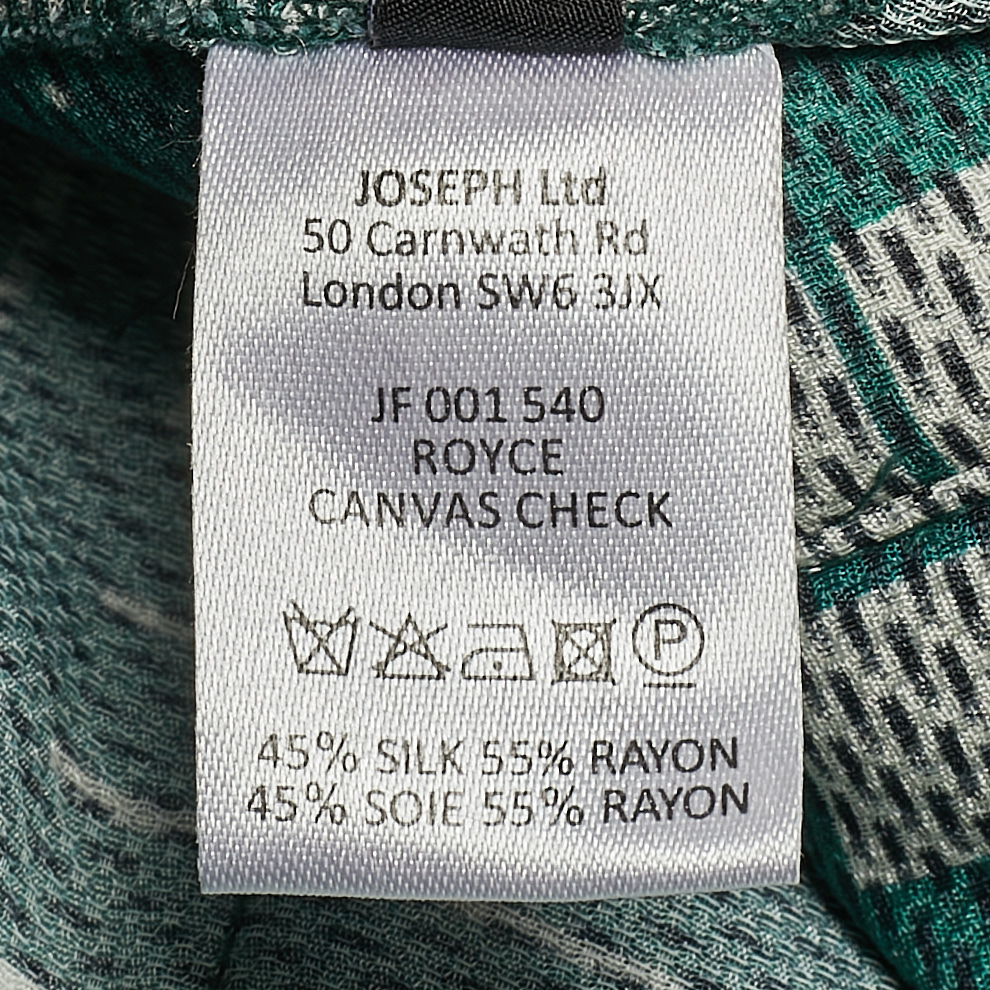 JOSEPH Ltd
50 Carnwath Rd
London SW6 3JX
JF 001 540
ROYCE
CANVAS CHECK
P
45% SILK 55% RAYON
45% SOIE 55% RAYON